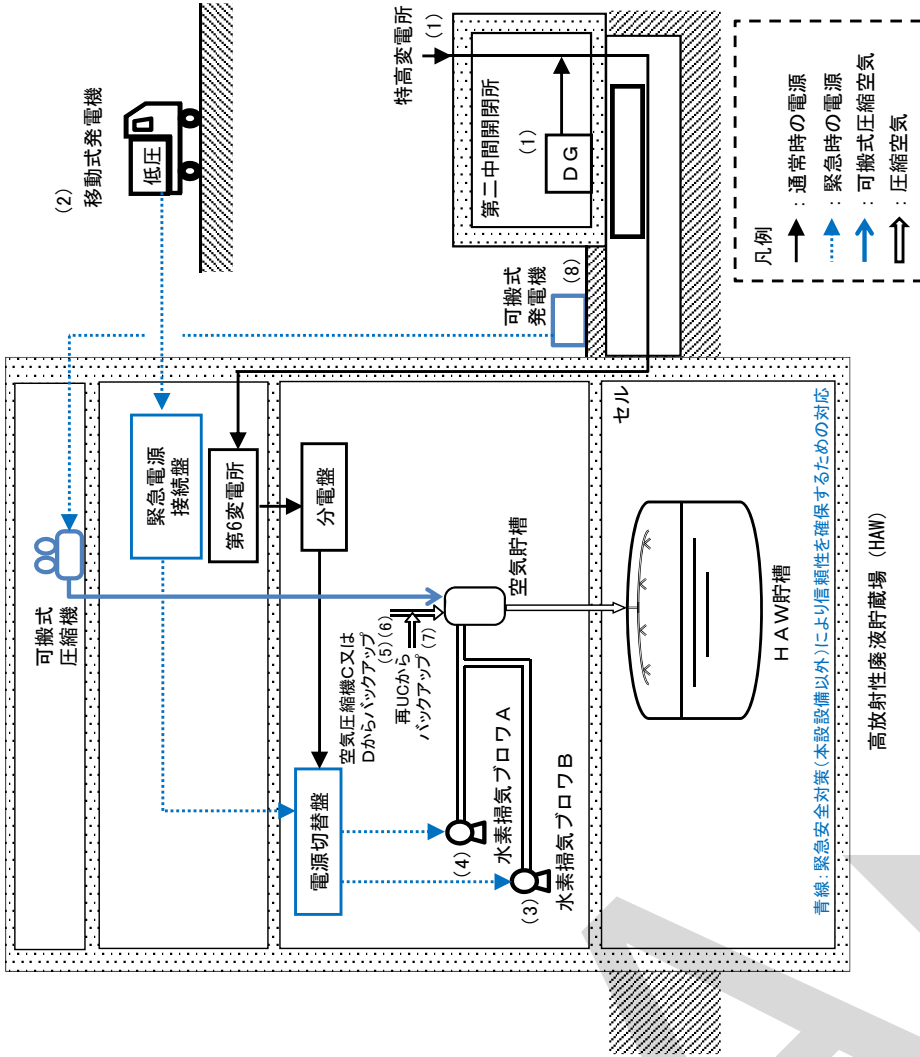 (2)
移動式発電機
低圧
特高変電所
(1)
第二中間開閉所
(1)
DG
可搬式
発電機
(8)
凡例
：通常時の電源
：緊急時の電源
：可搬式圧縮空気
：圧縮空気
可搬式
圧縮機
緊急電源
接続盤
第6変電所
分電盤
電源切替盤
空気圧縮機C又は
Dからバックアップ
(5)(6)
再UCから
バックアップ
(7)
空気貯槽
(4)
水素掃気ブロワA
(3)
水素掃気ブロワB
セル
HAW貯槽
青線：緊急安全対策(本設設備以外)により信頼性を確保するための対応
高放射性廃液貯蔵場 (HAW)